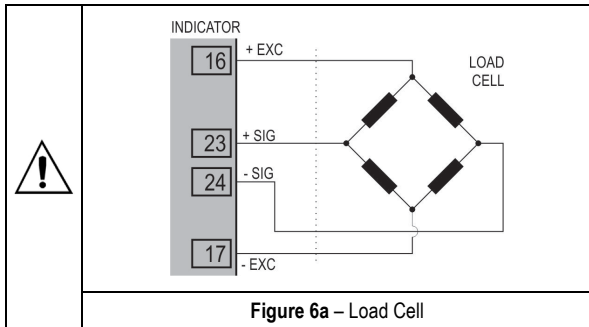 INDICATOR
16
+ EXC
LOAD
CELL
23
+ SIG
24
- SIG
17
- EXC
Figure 6a – Load Cell